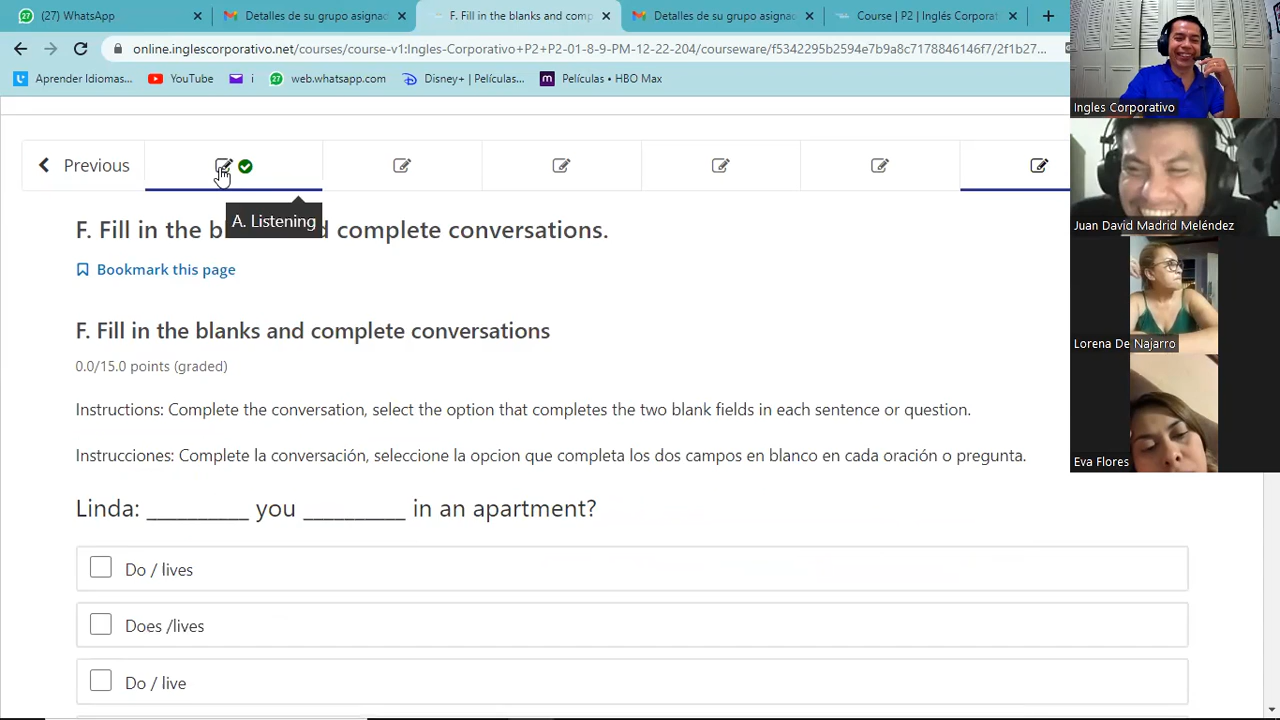 (27) WhatsApp
Detalles de su grupo asignad
F. Fill in the blanks and comp
Detalles de su grupo asignad
Course | P2 | Inglés Corporat
online.inglescorporativo.net/courses/course-v1:Ingles-Corporativo+P2+P2-01-8-9-PM-12-22-204/courseware/
Aprender Idiomas...
YouTube
i
web.whatsapp.com
Disney+ | Películas...
Películas • HBO Max
Previous
A. Listening
F. Fill in the b d complete conversations.
Bookmark this page
F. Fill in the blanks and complete conversations
0.0/15.0 points (graded)
Instructions: Complete the conversation, select the option that completes the two blank fields in each sentence or question.
Instrucciones: Complete la conversación, seleccione la opcion que completa los dos campos en blanco en cada oración o pregunta.
Linda: __________ you __________ in an apartment?
Do / lives
Does /lives
Do / live
Ingles Corporativo
Juan David Madrid Meléndez
Lorena De Najarro
Eva Flores